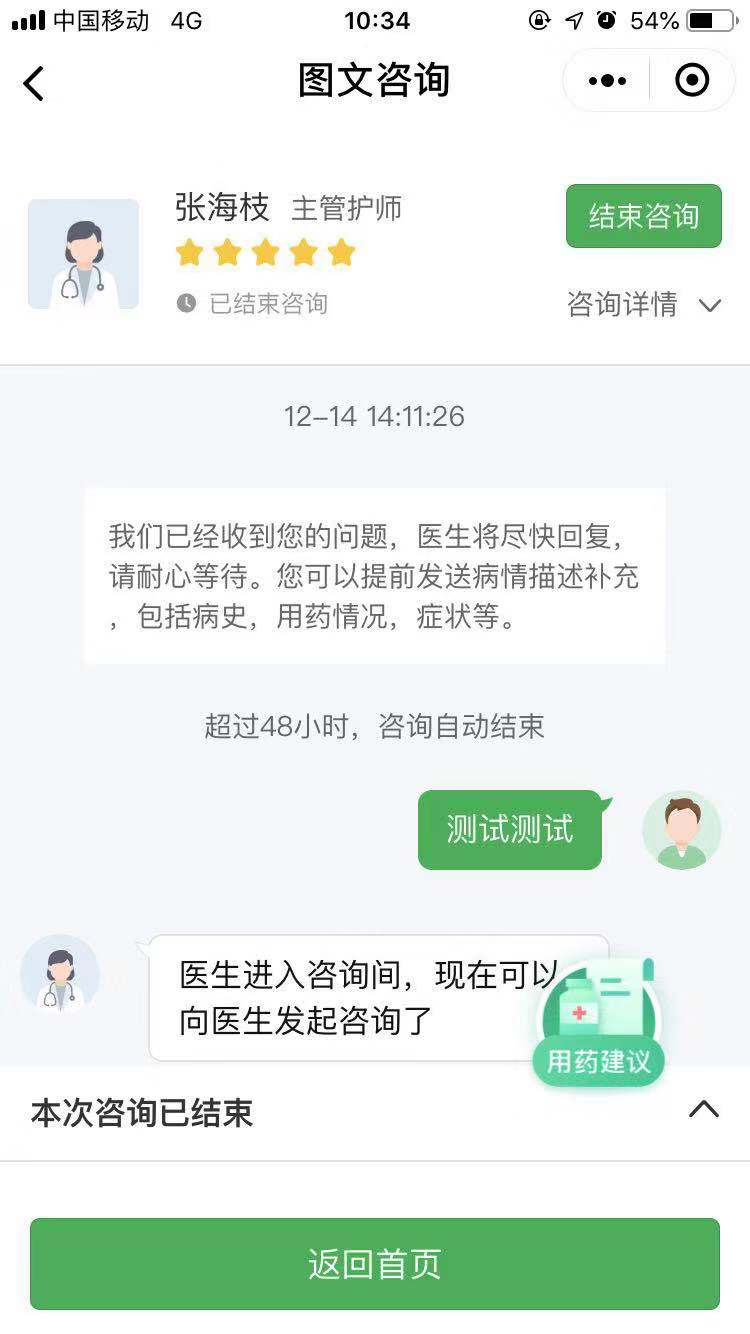 中国移动 4G 10:34 54%
图文咨询
张海枝 主管护师
结束咨询
已结束咨询
咨询详情
12-14 14:11:26
我们已经收到您的问题，医生将尽快回复，
请耐心等待。您可以提前发送病情描述补充
，包括病史，用药情况，症状等。
超过48小时，咨询自动结束
测试测试
医生进入咨询间，现在可以
向医生发起咨询了
用药建议
本次咨询已结束
返回首页